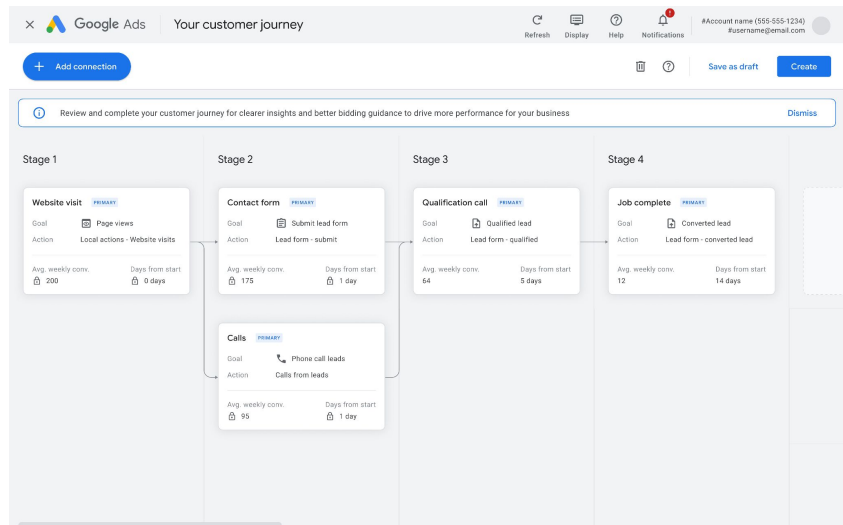 Google Ads
Your customer journey
Refresh
Display
Help
!
Notifications
#Account name (555-555-1234)
#username@email.com
Add connection
Save as draft
Create
Review and complete your customer journey for clearer insights and better bidding guidance to drive more performance for your business
Dismiss
Stage 1
Stage 2
Stage 3
Stage 4
Website visit PRIMARY
Goal Page views
Action Local actions - Website visits
Avg. weekly conv. Days from start
200 0 days
Contact form PRIMARY
Goal Submit lead form
Action Lead form - submit
Avg. weekly conv. Days from start
175 1 day
Calls PRIMARY
Goal Phone call leads
Action Calls from leads
Avg. weekly conv. Days from start
95 1 day
Qualification call PRIMARY
Goal Qualified lead
Action Lead form - qualified
Avg. weekly conv. Days from start
64 5 days
Job complete PRIMARY
Goal Converted lead
Action Lead form - converted lead
Avg. weekly conv. Days from start
12 14 days